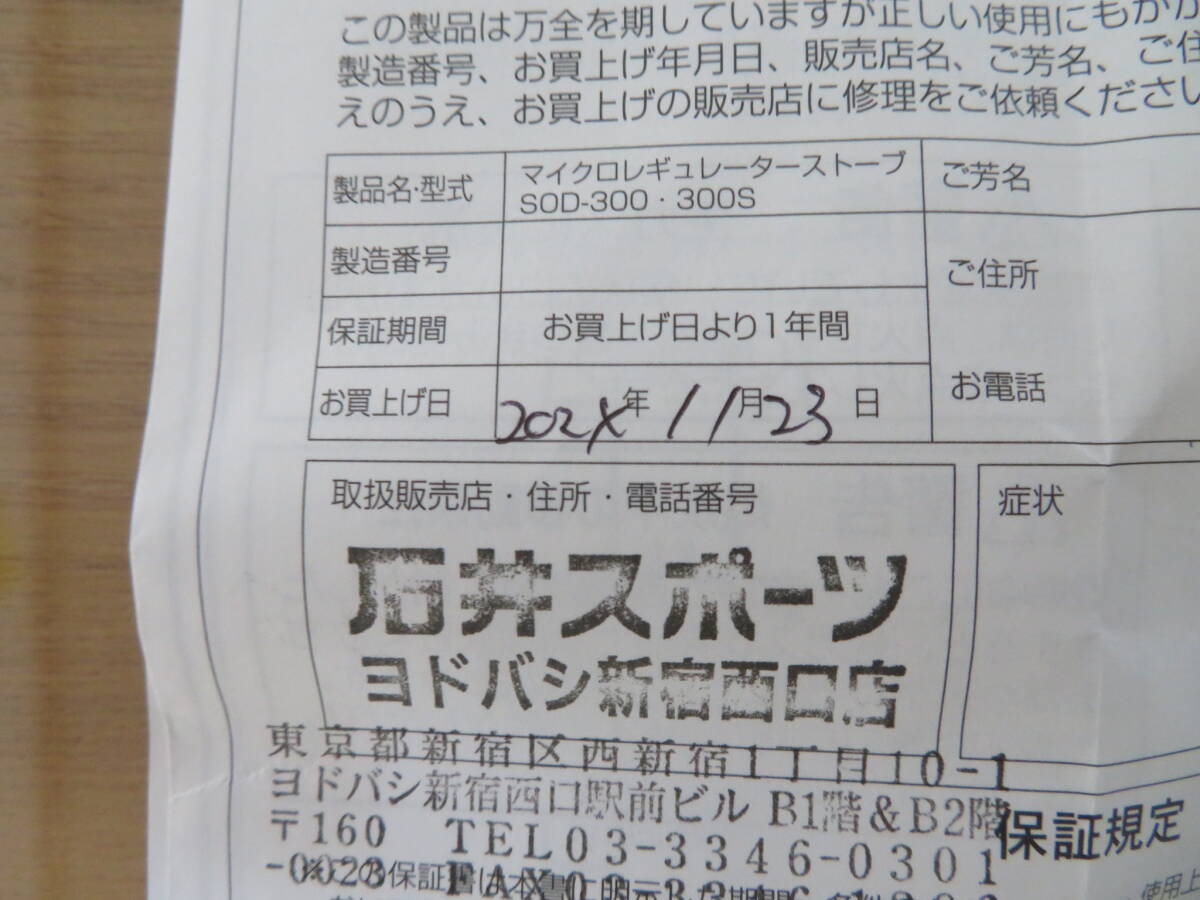 この製品は万全を期していますが正しい使用にもかか
製造番号、お買上げ年月日、販売店名、ご芳名、ご住
えのうえ、お買上げの販売店に修理をご依頼ください
製品名・型式
マイクロレギュレーターストーブ
SOD-300・300S
ご芳名
製造番号
ご住所
保証期間
お買上げ日より1年間
お電話
お買上げ日
年 11月23日
取扱販売店・住所・電話番号
症状
石井スポーツ
ヨドバシ新宿西口店
東京都新宿区西新宿1丁目10-1
ヨドバシ新宿西口駅前ビル B1階&B2階
保証規定
〒160 TEL03-3346-0301
-0023
使用上